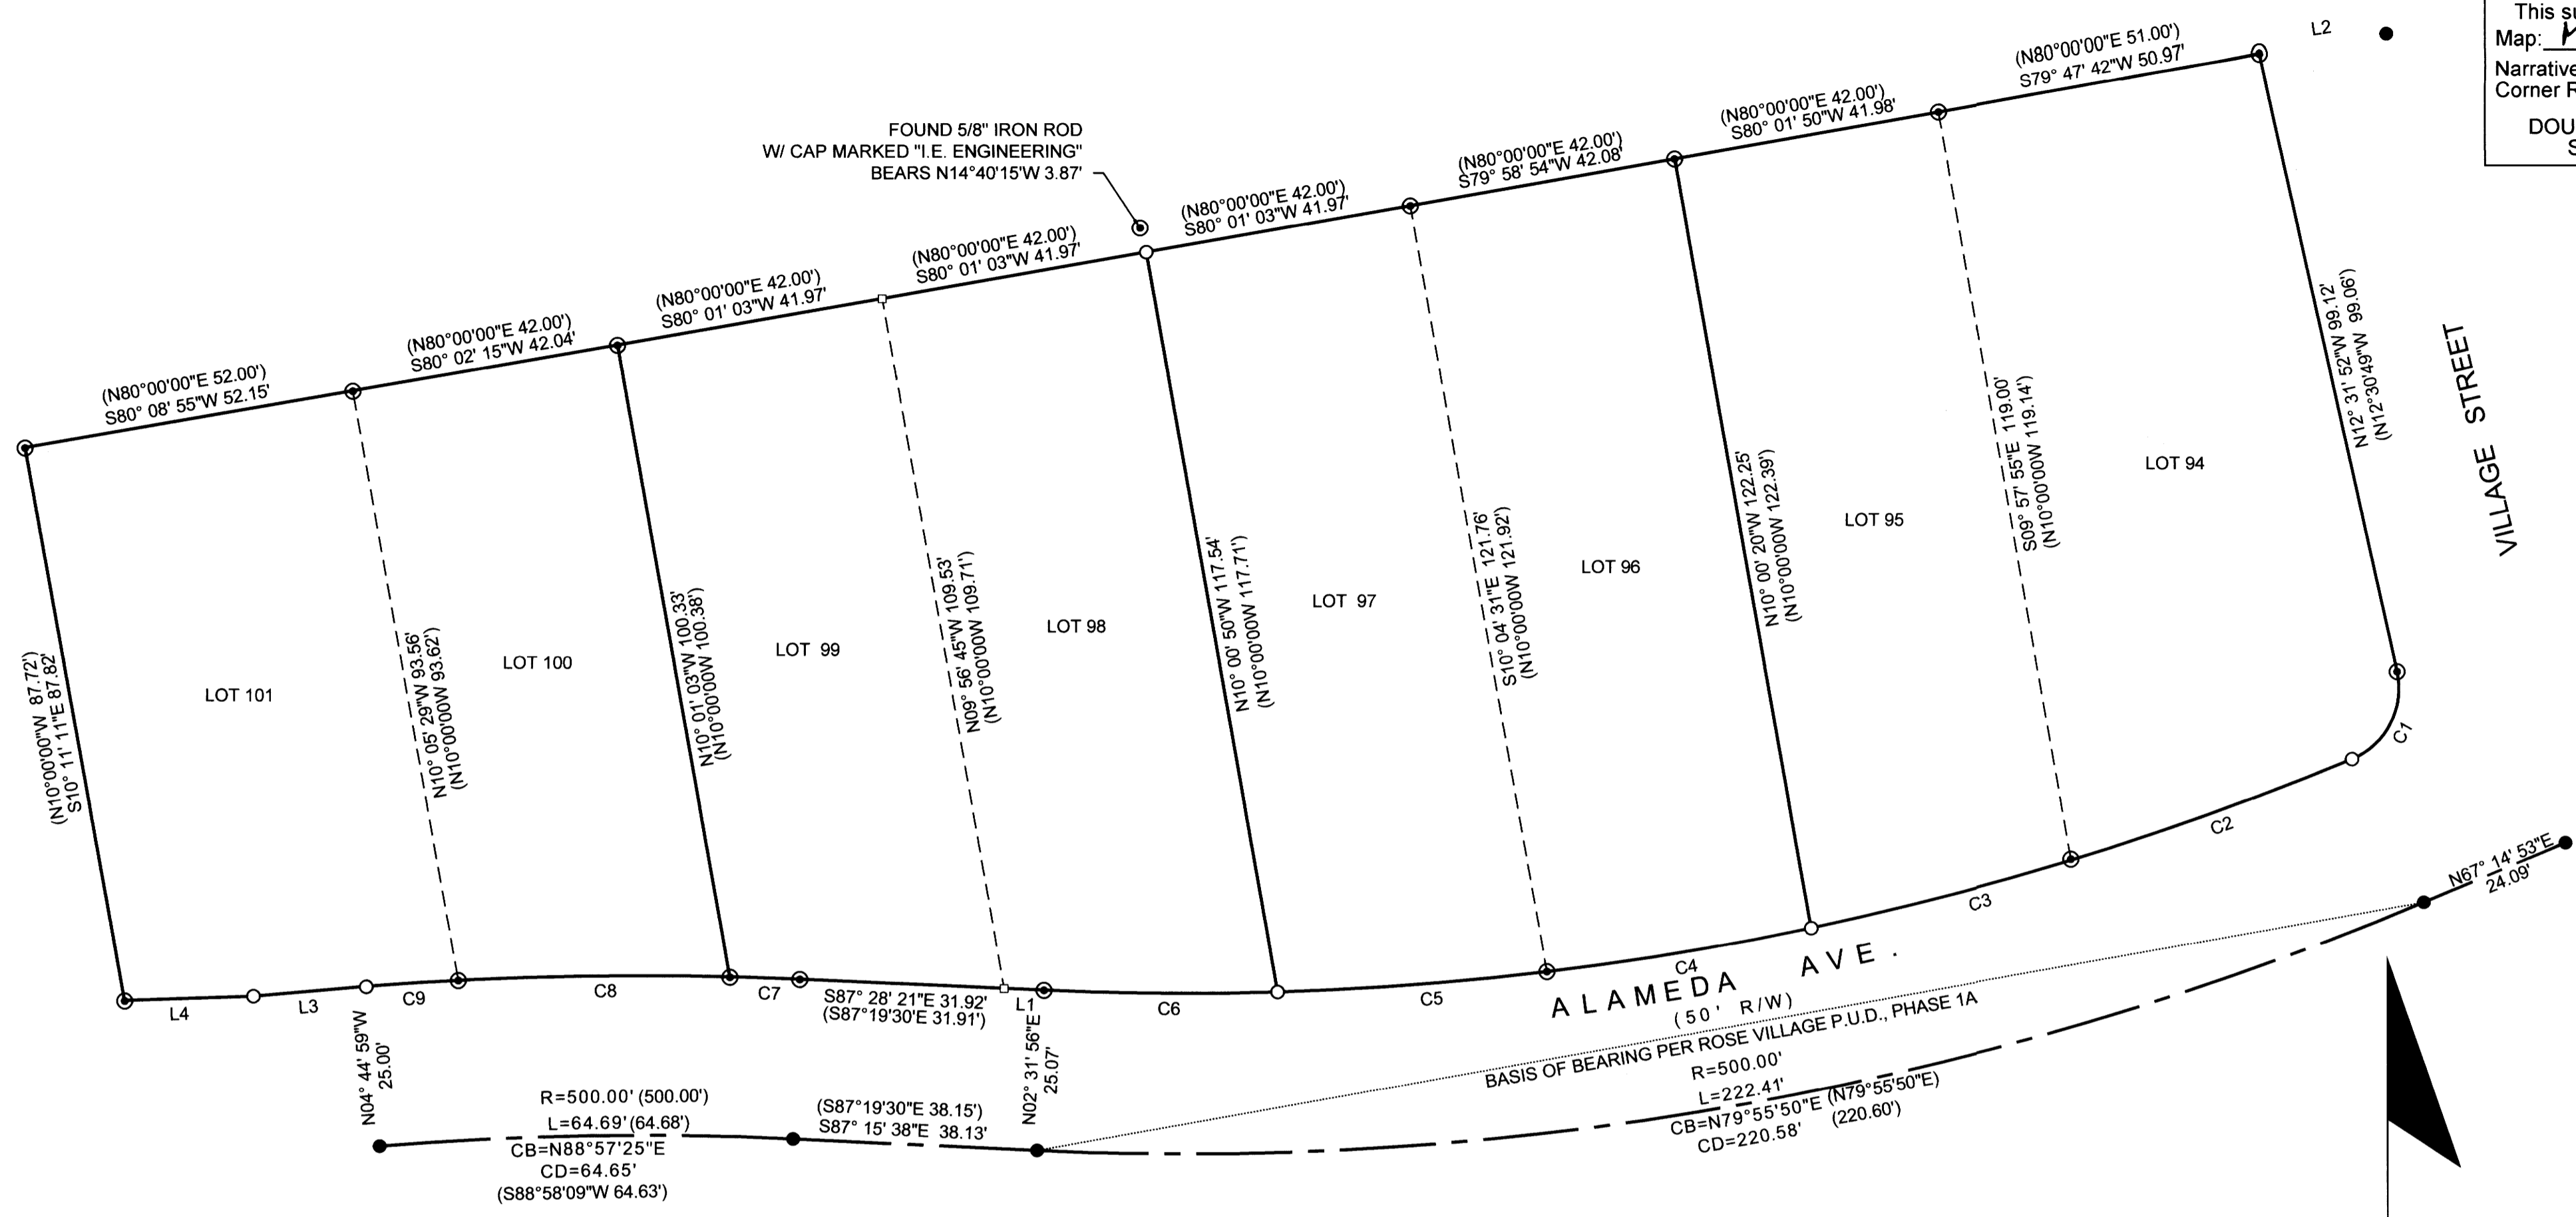 L2
This su
Map:
Narrative
Corner R
DOU
S
(N80°00'00"E 51.00')
S79° 47' 42"W 50.97'
(N80°00'00"E 42.00')
S80° 01' 50"W 41.98'
(N80°00'00"E 42.00')
S79° 58' 54"W 42.08'
(N80°00'00"E 42.00')
S80° 01' 03"W 41.97'
FOUND 5/8" IRON ROD
W/ CAP MARKED "I.E. ENGINEERING"
BEARS N14°40'15'W 3.87'
(N80°00'00"E 42.00')
S80° 01' 03"W 41.97'
(N80°00'00"E 42.00')
S80° 01' 03"W 41.97'
(N80°00'00"E 42.00')
S80° 02' 15"W 42.04'
(N80°00'00"E 52.00')
S80° 08' 55"W 52.15'
(N10°00'00"W 87.72')
S10° 11' 11"E 87.82'
LOT 101
N10° 05' 29"W 93.56'
(N10°00'00W 93.62')
LOT 100
N10° 01' 03"W 100.33'
(N10°00'00W 100.38')
LOT 99
N09° 56' 45"W 109.53'
(N10°00'00W 109.71')
LOT 98
N10° 00' 50"W 117.54'
(N10°00'00W 117.71')
LOT 97
S10° 04' 31"E 121.76'
(N10°00'00W 121.92')
LOT 96
N10° 00' 20"W 122.25'
(N10°00'00W 122.39')
LOT 95
S09° 57' 55"E 119.00'
(N10°00'00W 119.14')
LOT 94
N12° 31' 52"W 99.12'
(N12°30'49"W 99.06')
VILLAGE STREET
C1
C2
C3
C4
C5
C6
L1
S87° 28' 21"E 31.92'
(S87°19'30'E 31.91')
C7
C8
C9
L3
L4
N67° 14' 53"E
24.09'
ALAMEDA AVE.
(50' R/W)
BASIS OF BEARING PER ROSE VILLAGE P.U.D., PHASE 1A
R=500.00'
L=222.41'
CB=N79°55'50"E (N79°55'50"E)
CD=220.58' (220.60')
N04° 44' 59"W
25.00'
N02° 31' 56"E
25.07'
R=500.00' (500.00')
L=64.69'(64.68')
CB=N88°57'25"E
CD=64.65'
(S88°58'09"W 64.63')
(S87°19'30"E 38.15')
S87° 15' 38"E 38.13'